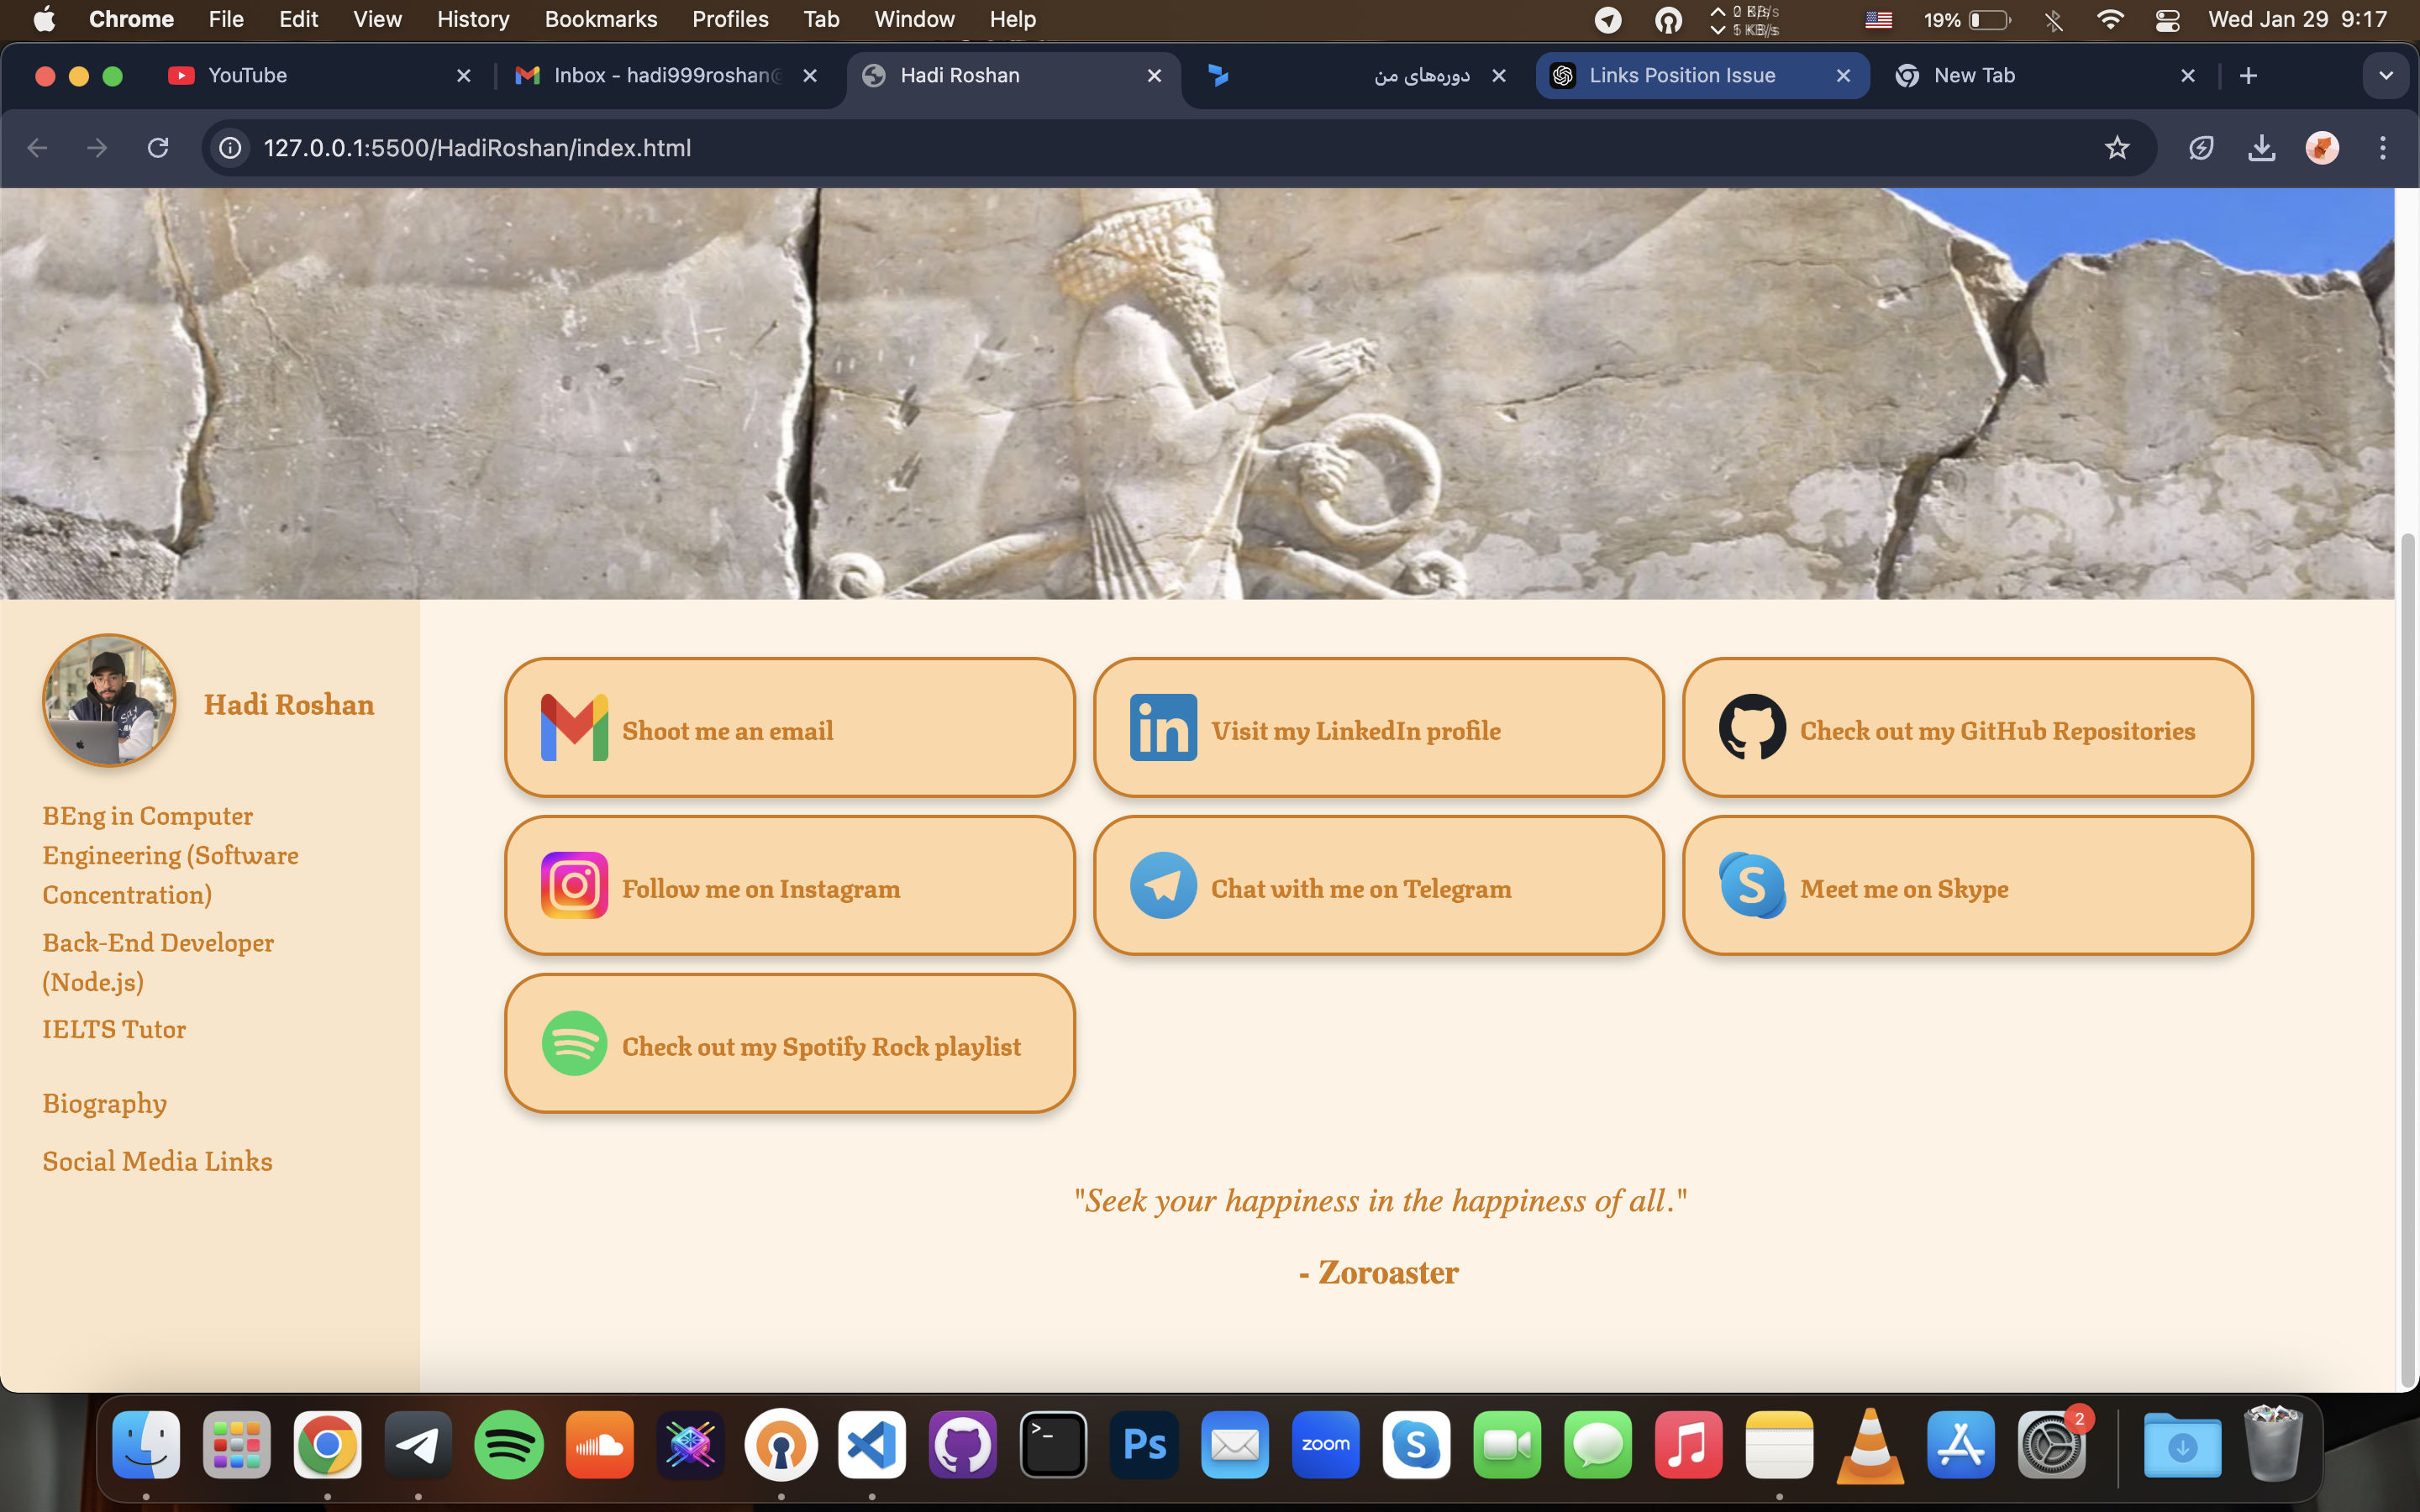 Chrome File Edit View History Bookmarks Profiles Tab Window Help
19% Wed Jan 29 9:17
YouTube
Inbox - hadi999roshan@
Hadi Roshan
دوره‌های من
Links Position Issue
New Tab
127.0.0.1:5500/HadiRoshan/index.html
Hadi Roshan
BEng in Computer
Engineering (Software
Concentration)
Back-End Developer
(Node.js)
IELTS Tutor
Biography
Social Media Links
Shoot me an email
Visit my LinkedIn profile
Check out my GitHub Repositories
Follow me on Instagram
Chat with me on Telegram
Meet me on Skype
Check out my Spotify Rock playlist
"Seek your happiness in the happiness of all."
- Zoroaster
Ps
zoom
2